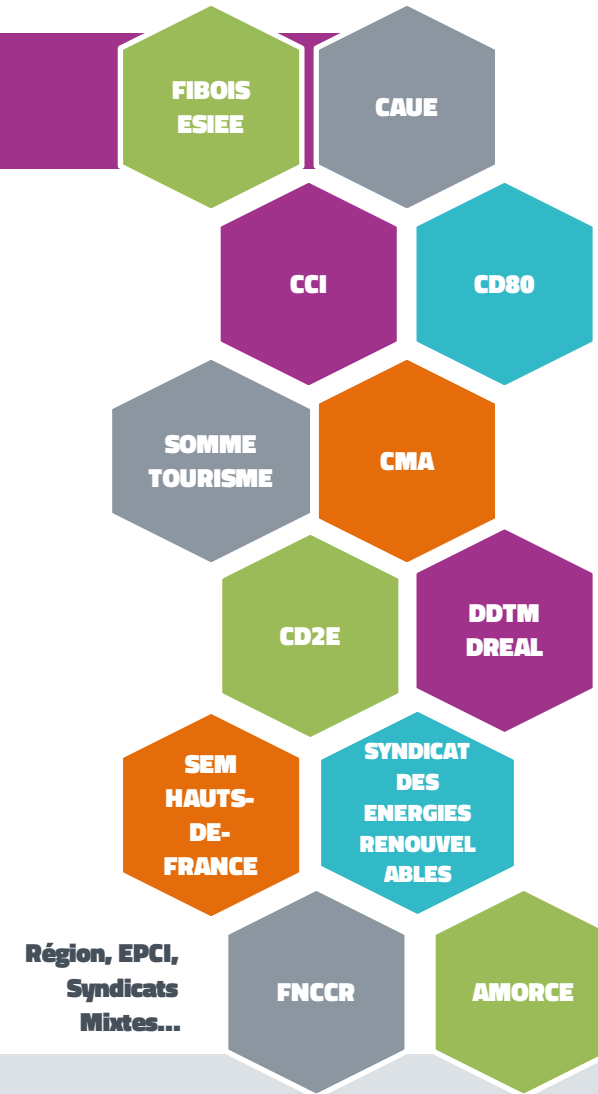 FIBOIS
ESIEE
CAUE
CCI
CD80
SOMME
TOURISME
CMA
CD2E
DDTM
DREAL
SEM
HAUTS-
DE-
FRANCE
SYNDICAT
DES
ENERGIES
RENOUVEL
ABLES
Région, EPCI,
Syndicats
Mixtes...
FNCCR
AMORCE